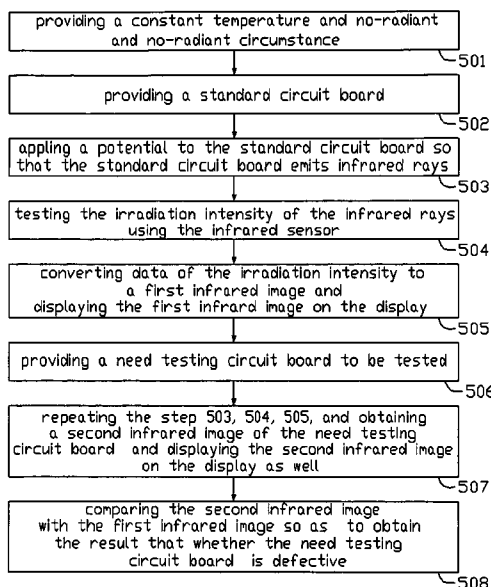 providing a constant temperature and no-radiant
and no-radiant circumstance
501
providing a standard circuit board
502
appling a potential to the standard circuit board so
that the standard circuit board emits infrared rays
503
testing the irradiation intensity of the infrared rays
using the infrared sensor
504
converting data of the irradiation intensity to
a first infrared image and
displaying the first infrard image on the display
505
providing a need testing circuit board to be tested
506
repeating the step 503, 504, 505, and obtaining
a second infrared image of the need testing
circuit board and displaying the second infrared image
on the display as well
507
comparing the second infrared image
with the first infrared image so as to obtain
the result that whether the need testing
circuit board is defective
508